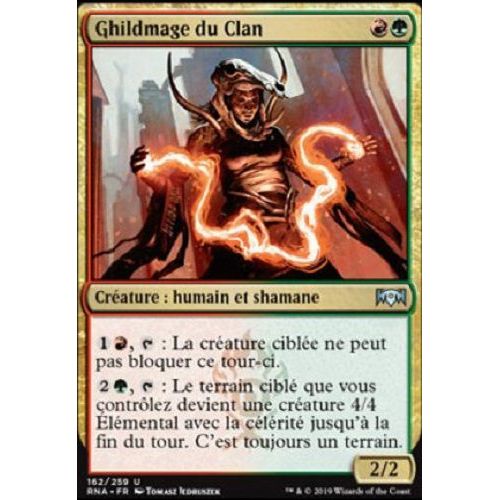 Ghildmage du Clan
Créature : humain et shamane
1, : La créature ciblée ne peut
pas bloquer ce tour-ci.
2, : Le terrain ciblé que vous
contrôlez devient une créature 4/4
Élémental avec la célérité jusqu'à la
fin du tour. C'est toujours un terrain.
2/2
162/259 U
RNA - FR Tomasz Jedruszek
™ & © 2019 Wizards of the Coast